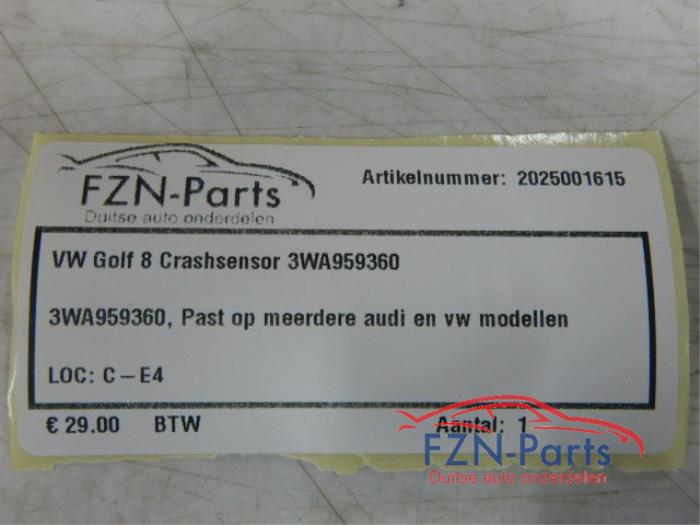 FZN-Parts
Duitse auto onderdelen
Artikelnummer: 2025001615
VW Golf 8 Crashsensor 3WA959360
3WA959360, Past op meerdere audi en vw modellen
LOC: C-E4
€ 29.00 BTW Aantal: 1
FZN-Parts
Duitse auto onderdelen